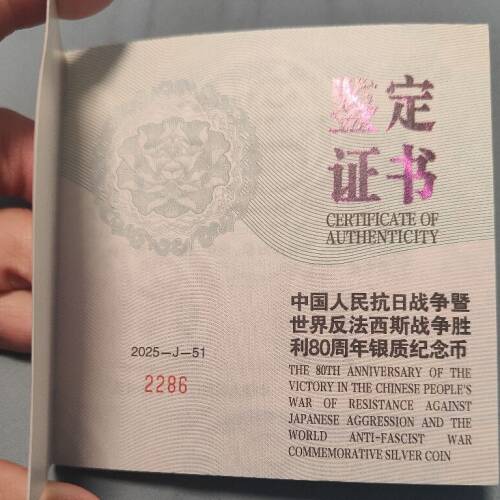 鉴定
证书
CERTIFICATE OF
AUTHENTICITY
中国人民抗日战争暨
世界反法西斯战争胜
利80周年银质纪念币
2025-J-51
2286
THE 80TH ANNIVERSARY OF THE
VICTORY IN THE CHINESE PEOPLE'S
WAR OF RESISTANCE AGAINST
JAPANESE AGGRESSION AND THE
WORLD ANTI-FASCIST WAR
COMMEMORATIVE SILVER COIN